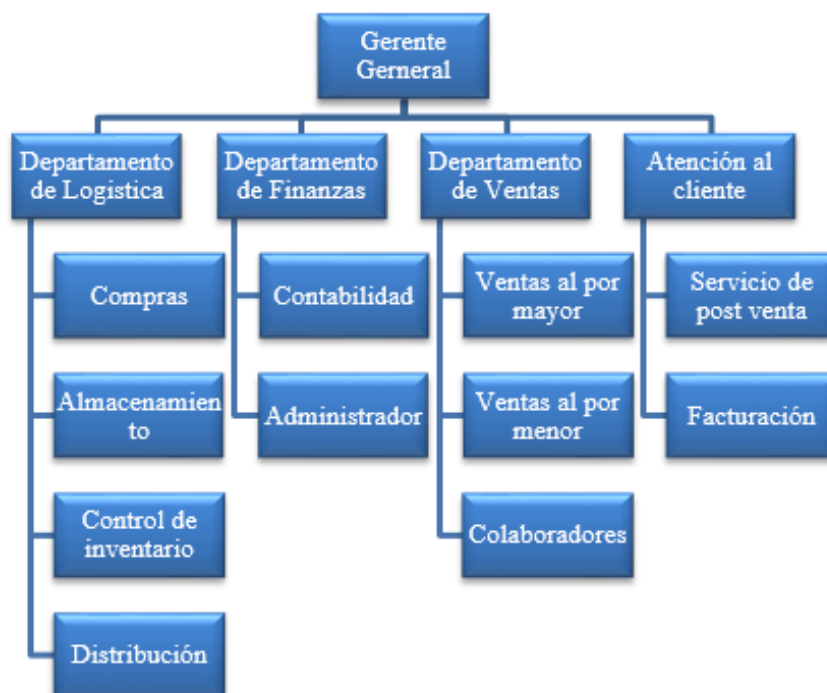 Gerente
Gerneral
Departamento
de Logistica
Departamento
de Finanzas
Departamento
de Ventas
Atención al
cliente
Compras
Almacenamien
to
Control de
inventario
Distribución
Contabilidad
Administrador
Ventas al por
mayor
Ventas al por
menor
Colaboradores
Servicio de
post venta
Facturación